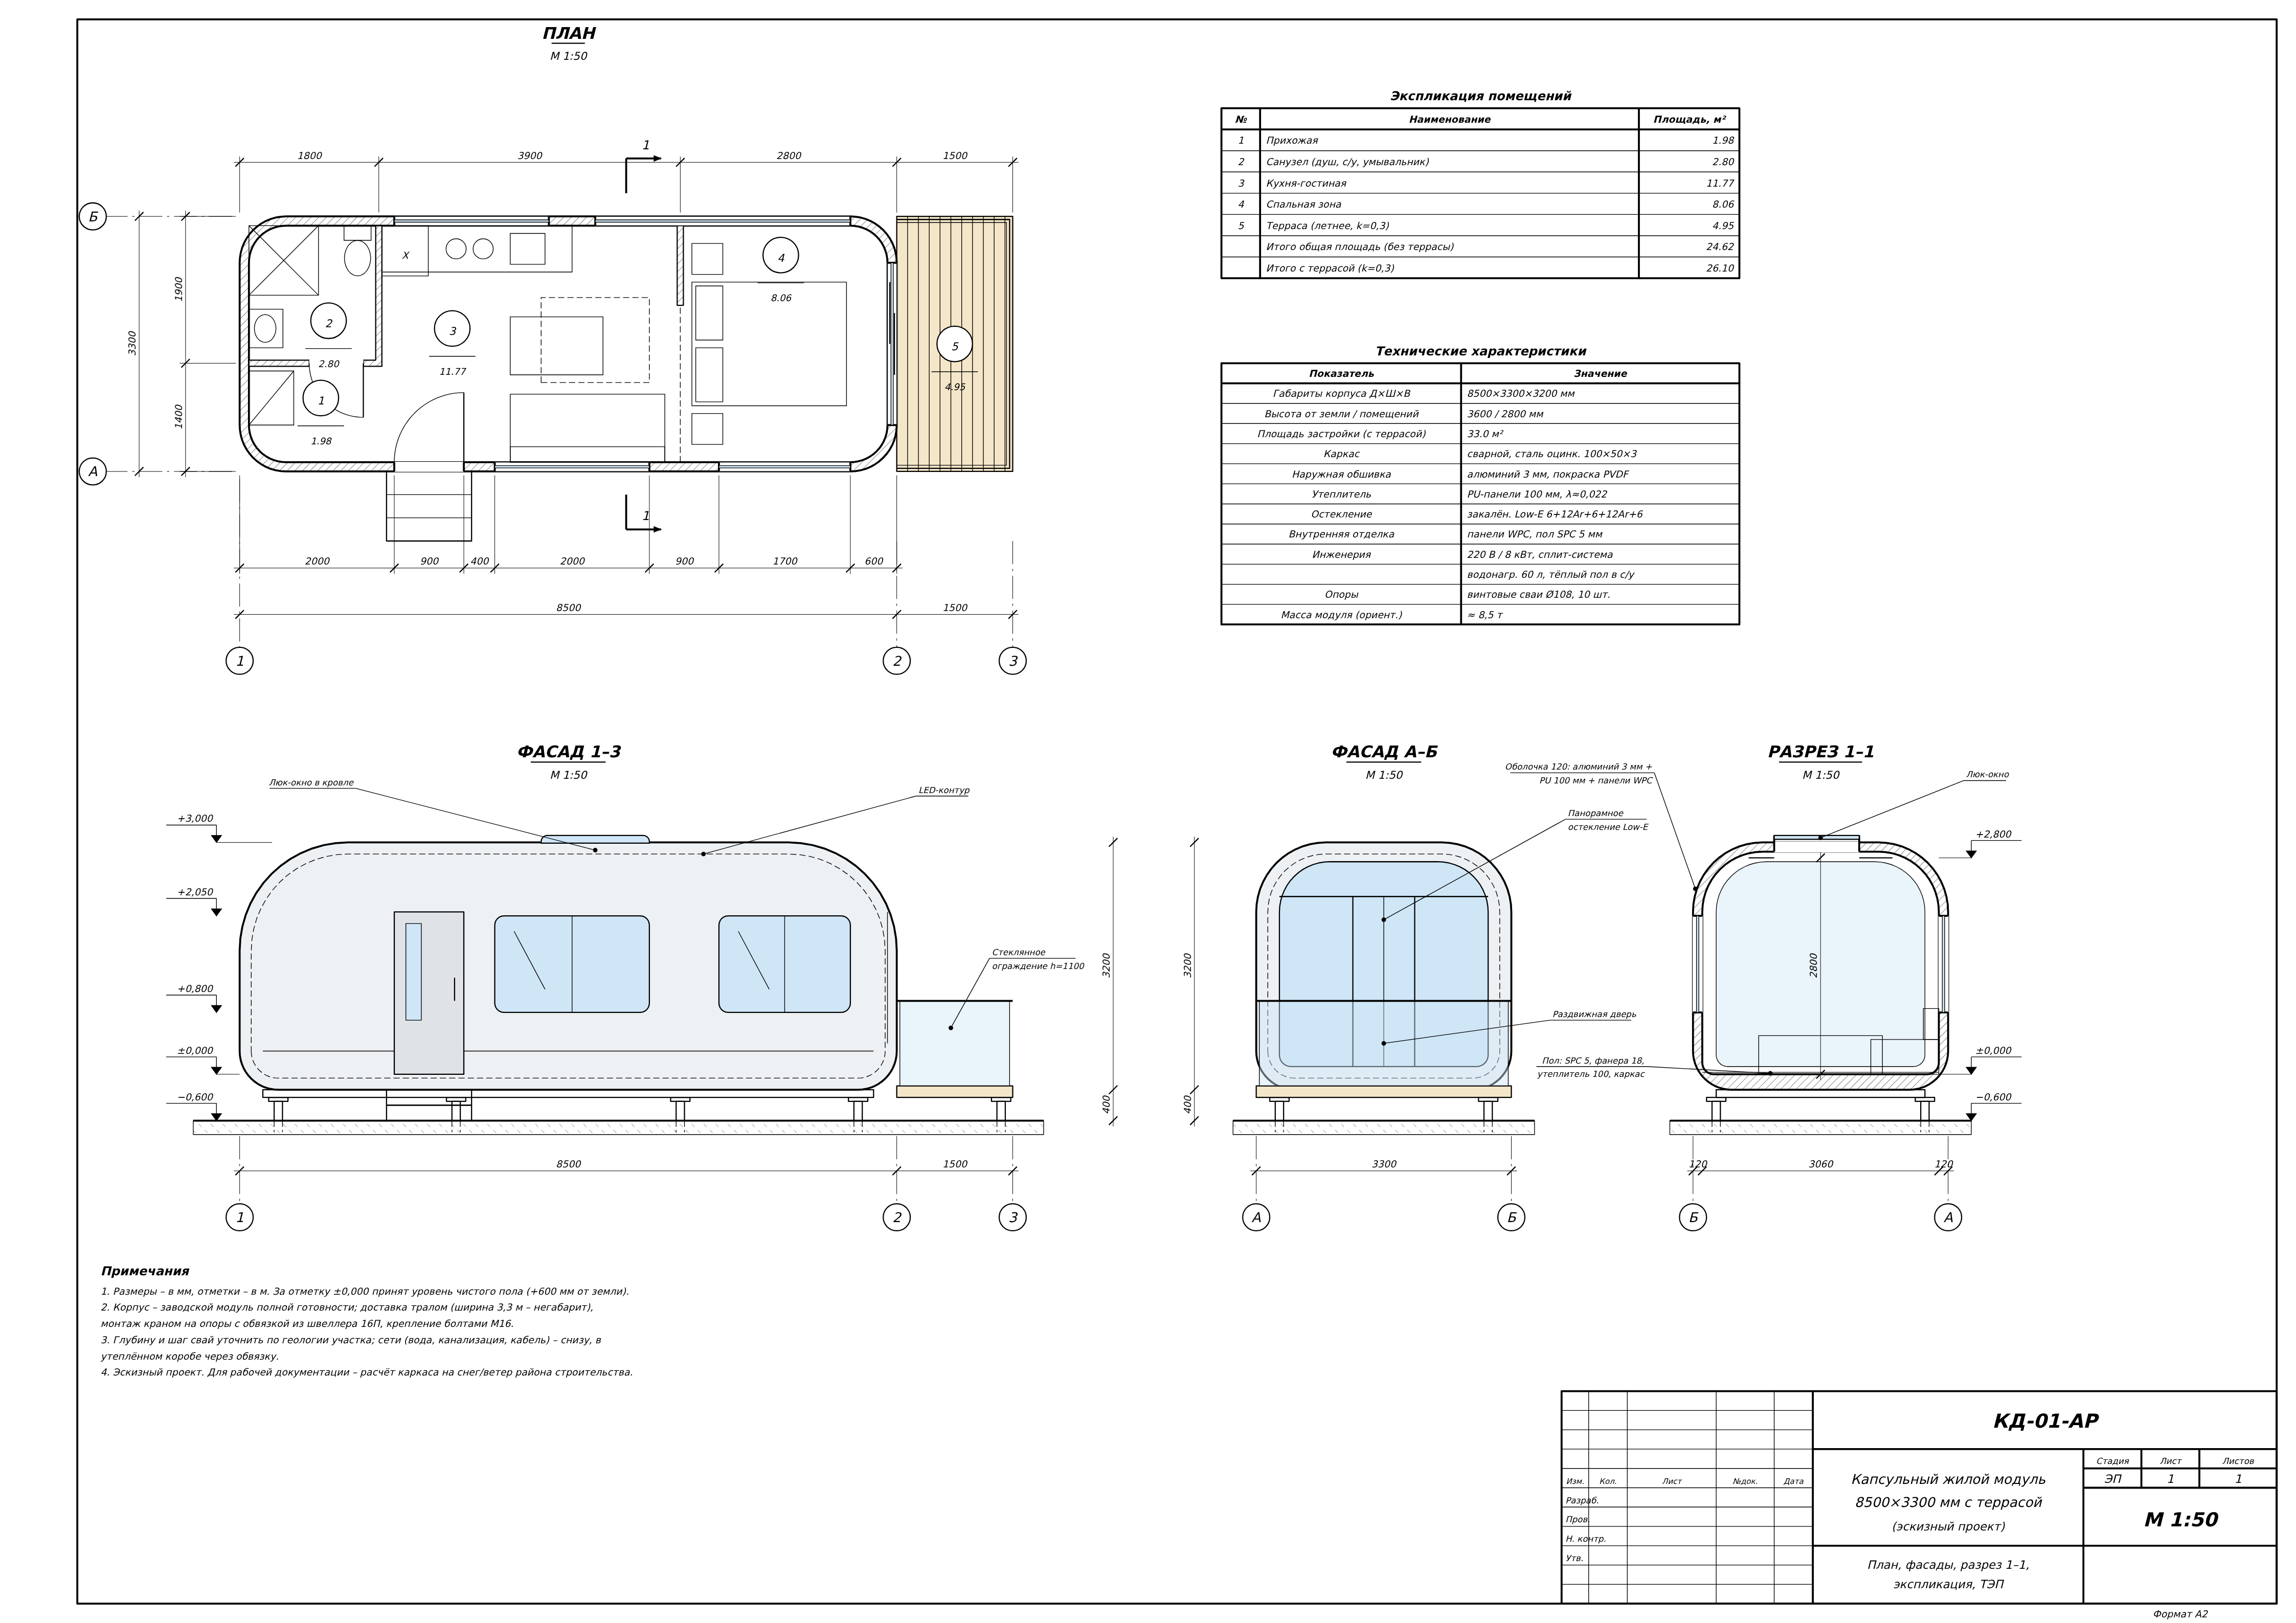 ПЛАН
М 1:50
1800
3900
1
2800
1500
Б
А
3300
1900
1400
Х
2
2.80
1
1.98
3
11.77
4
8.06
5
4.95
1
2000
900
400
2000
900
1700
600
8500
1500
1
2
3
Экспликация помещений
№ Наименование Площадь, м²
1 Прихожая 1.98
2 Санузел (душ, с/у, умывальник) 2.80
3 Кухня-гостиная 11.77
4 Спальная зона 8.06
5 Терраса (летнее, k=0,3) 4.95
Итого общая площадь (без террасы) 24.62
Итого с террасой (k=0,3) 26.10
Технические характеристики
Показатель Значение
Габариты корпуса Д×Ш×В 8500×3300×3200 мм
Высота от земли / помещений 3600 / 2800 мм
Площадь застройки (с террасой) 33.0 м²
Каркас сварной, сталь оцинк. 100×50×3
Наружная обшивка алюминий 3 мм, покраска PVDF
Утеплитель PU-панели 100 мм, λ≈0,022
Остекление закалён. Low-E 6+12Ar+6+12Ar+6
Внутренняя отделка панели WPC, пол SPC 5 мм
Инженерия 220 В / 8 кВт, сплит-система
водонагр. 60 л, тёплый пол в с/у
Опоры винтовые сваи Ø108, 10 шт.
Масса модуля (ориент.) ≈ 8,5 т
ФАСАД 1–3
М 1:50
Люк-окно в кровле
LED-контур
+3,000
+2,050
+0,800
±0,000
−0,600
Стеклянное
ограждение h=1100
3200
400
8500
1500
1
2
3
ФАСАД А–Б
М 1:50
3200
400
Панорамное
остекление Low-E
Раздвижная дверь
3300
А
Б
РАЗРЕЗ 1–1
М 1:50
Оболочка 120: алюминий 3 мм +
PU 100 мм + панели WPC
Люк-окно
+2,800
2800
Пол: SPC 5, фанера 18,
утеплитель 100, каркас
±0,000
−0,600
120
3060
120
Б
А
Примечания
1. Размеры – в мм, отметки – в м. За отметку ±0,000 принят уровень чистого пола (+600 мм от земли).
2. Корпус – заводской модуль полной готовности; доставка тралом (ширина 3,3 м – негабарит),
монтаж краном на опоры с обвязкой из швеллера 16П, крепление болтами М16.
3. Глубину и шаг свай уточнить по геологии участка; сети (вода, канализация, кабель) – снизу, в
утеплённом коробе через обвязку.
4. Эскизный проект. Для рабочей документации – расчёт каркаса на снег/ветер района строительства.
КД-01-АР
Изм. Кол. Лист №док. Дата
Разраб.
Пров.
Н. контр.
Утв.
Капсульный жилой модуль
8500×3300 мм с террасой
(эскизный проект)
Стадия Лист Листов
ЭП 1 1
М 1:50
План, фасады, разрез 1–1,
экспликация, ТЭП
Формат А2